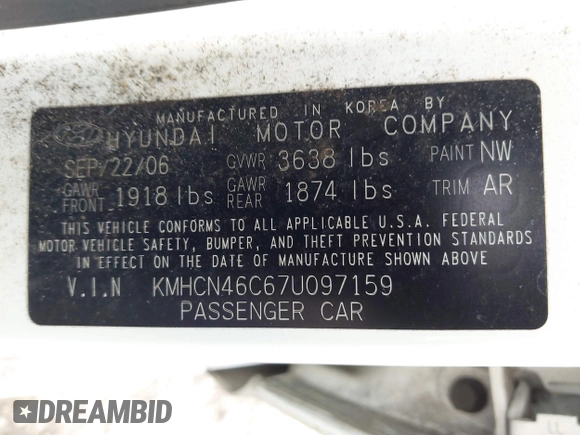 MANUFACTURED IN KOREA BY
HYUNDAI MOTOR COMPANY
SEP/22/06 GVWR 3638 lbs PAINT NW
GAWR FRONT 1918 lbs GAWR REAR 1874 lbs TRIM AR
THIS VEHICLE CONFORMS TO ALL APPLICABLE U.S.A. FEDERAL
MOTOR VEHICLE SAFETY, BUMPER, AND THEFT PREVENTION STANDARDS
IN EFFECT ON THE DATE OF MANUFACTURE SHOWN ABOVE
V.I.N KMHCN46C67U097159
PASSENGER CAR
DREAMBID